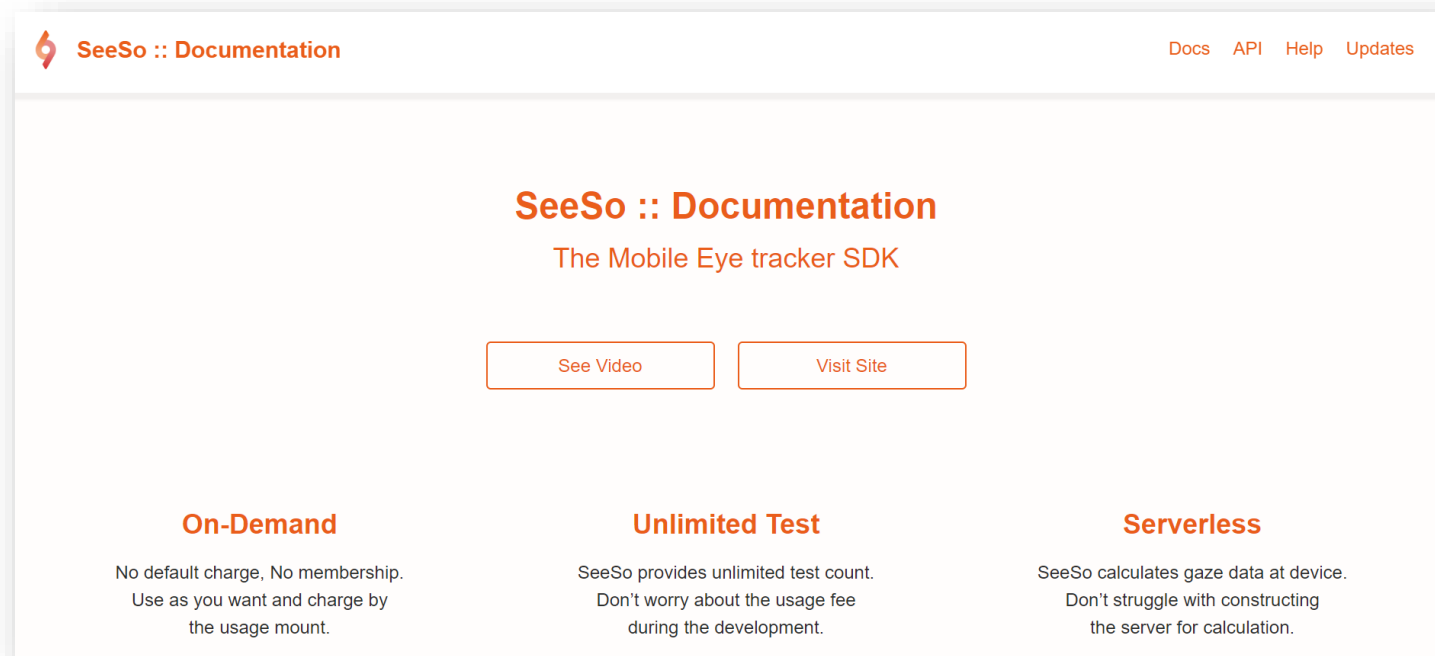 SeeSo :: Documentation
Docs API Help Updates
SeeSo :: Documentation
The Mobile Eye tracker SDK
See Video
Visit Site
On-Demand
No default charge, No membership.
Use as you want and charge by
the usage mount.
Unlimited Test
SeeSo provides unlimited test count.
Don’t worry about the usage fee
during the development.
Serverless
SeeSo calculates gaze data at device.
Don’t struggle with constructing
the server for calculation.